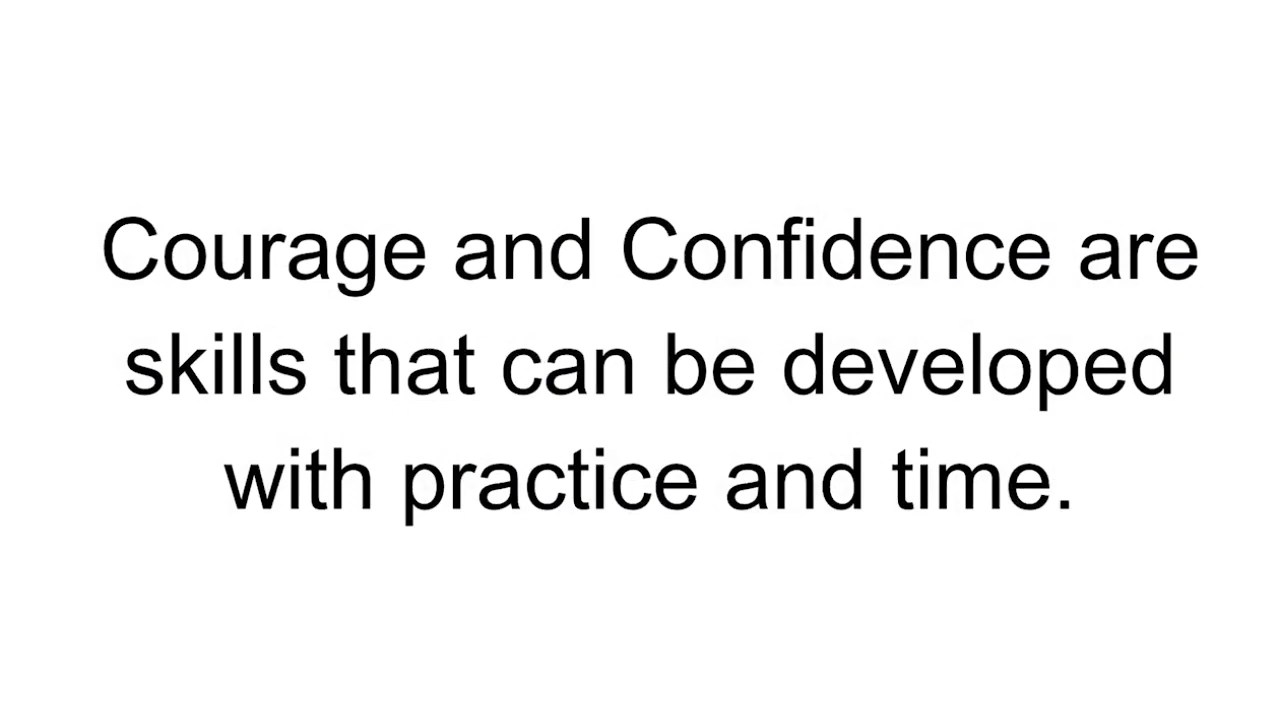 Courage and Confidence are
skills that can be developed
with practice and time.